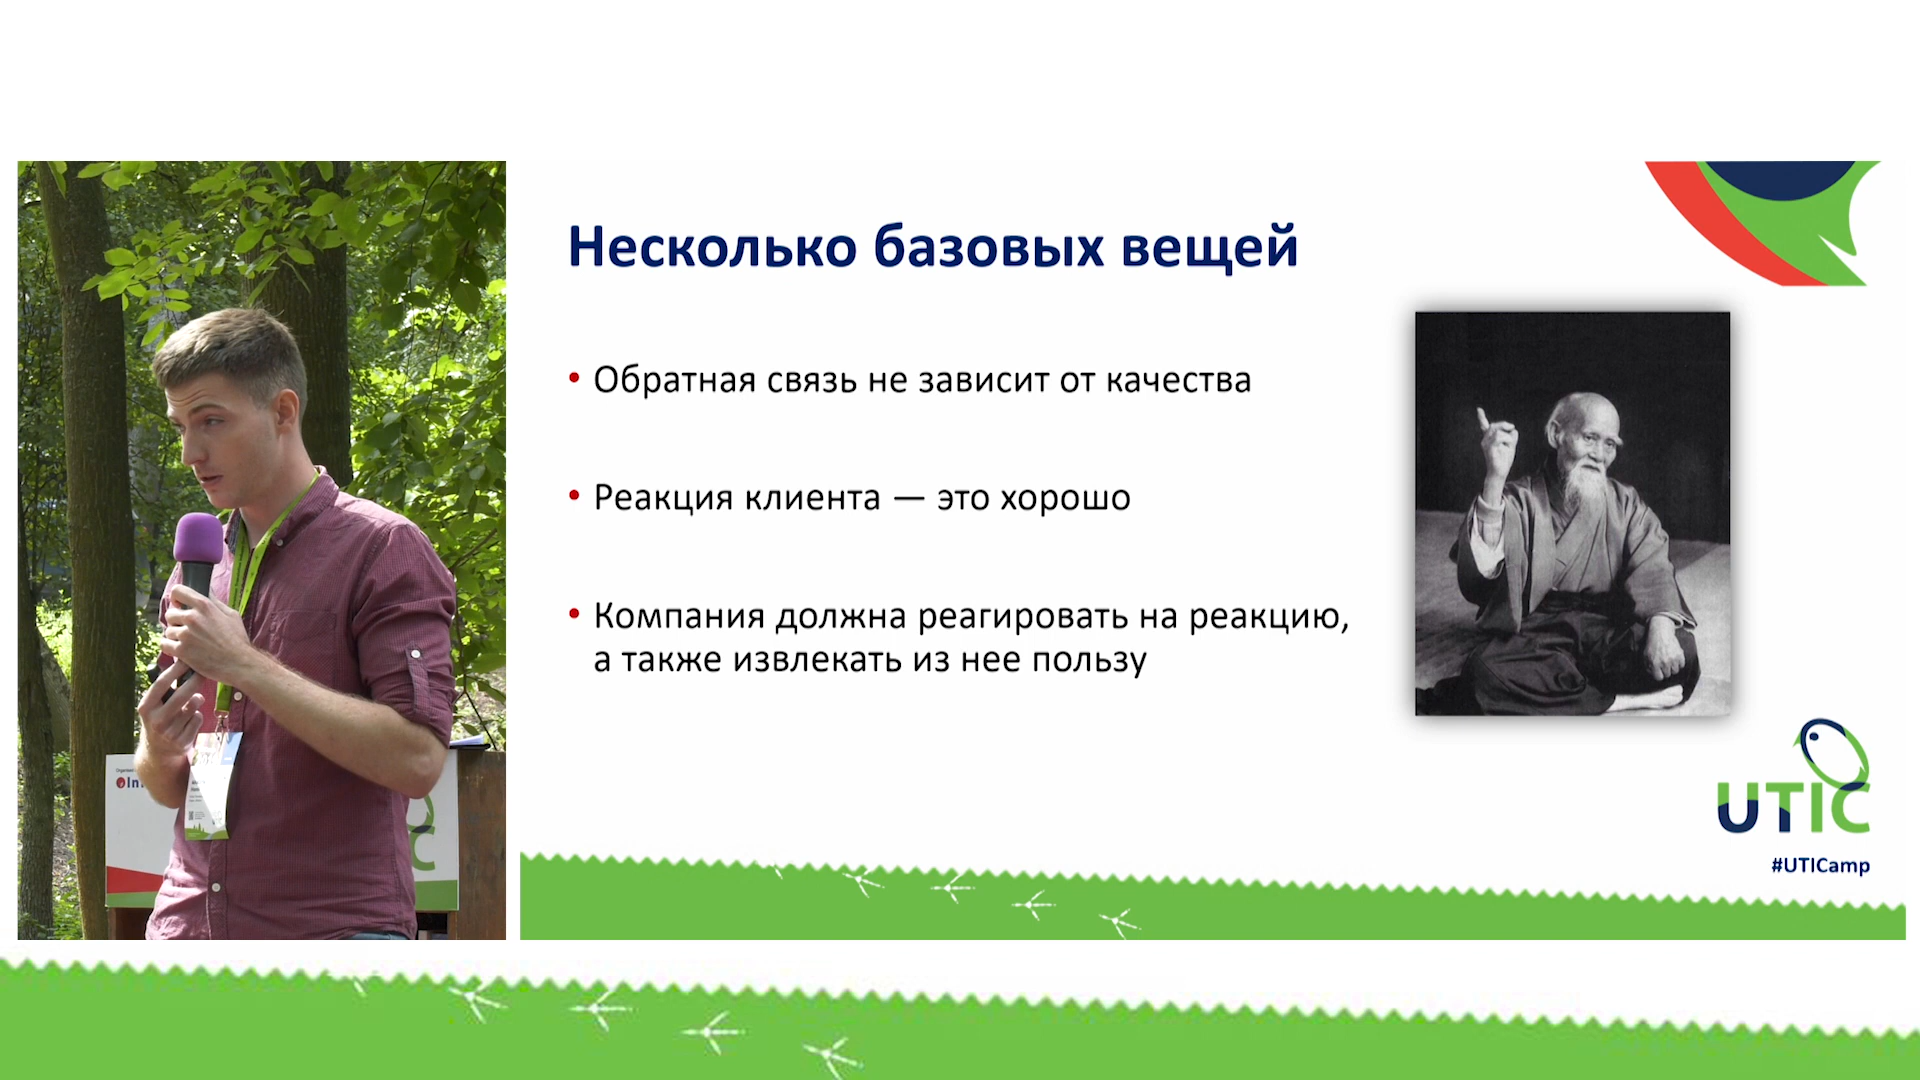 Несколько базовых вещей
• Обратная связь не зависит от качества
• Реакция клиента — это хорошо
• Компания должна реагировать на реакцию,
а также извлекать из нее пользу
UTIC
#UTICamp